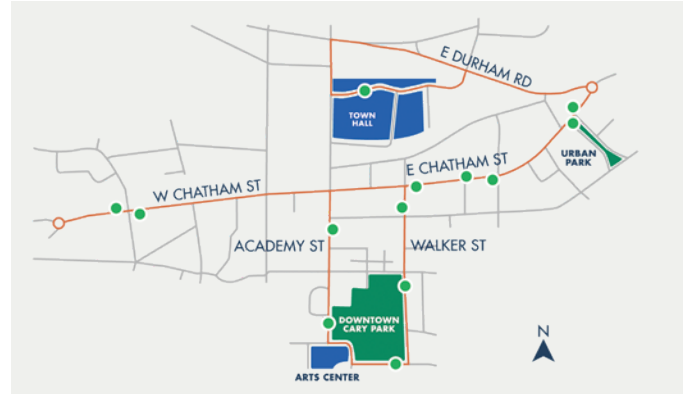 E DURHAM RD
TOWN
HALL
E CHATHAM ST
URBAN
PARK
W CHATHAM ST
ACADEMY ST
WALKER ST
DOWNTOWN
CARY PARK
N
ARTS CENTER